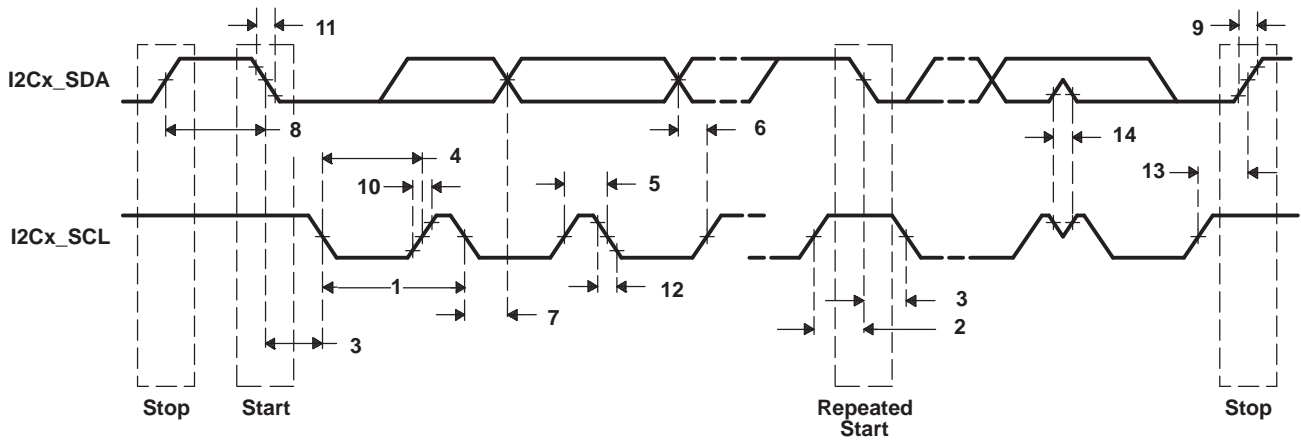 11
9
I2Cx_SDA
8
6
14
4
10
5
13
I2Cx_SCL
1
12
7
3
2
3
Stop
Start
Repeated
Start
Stop